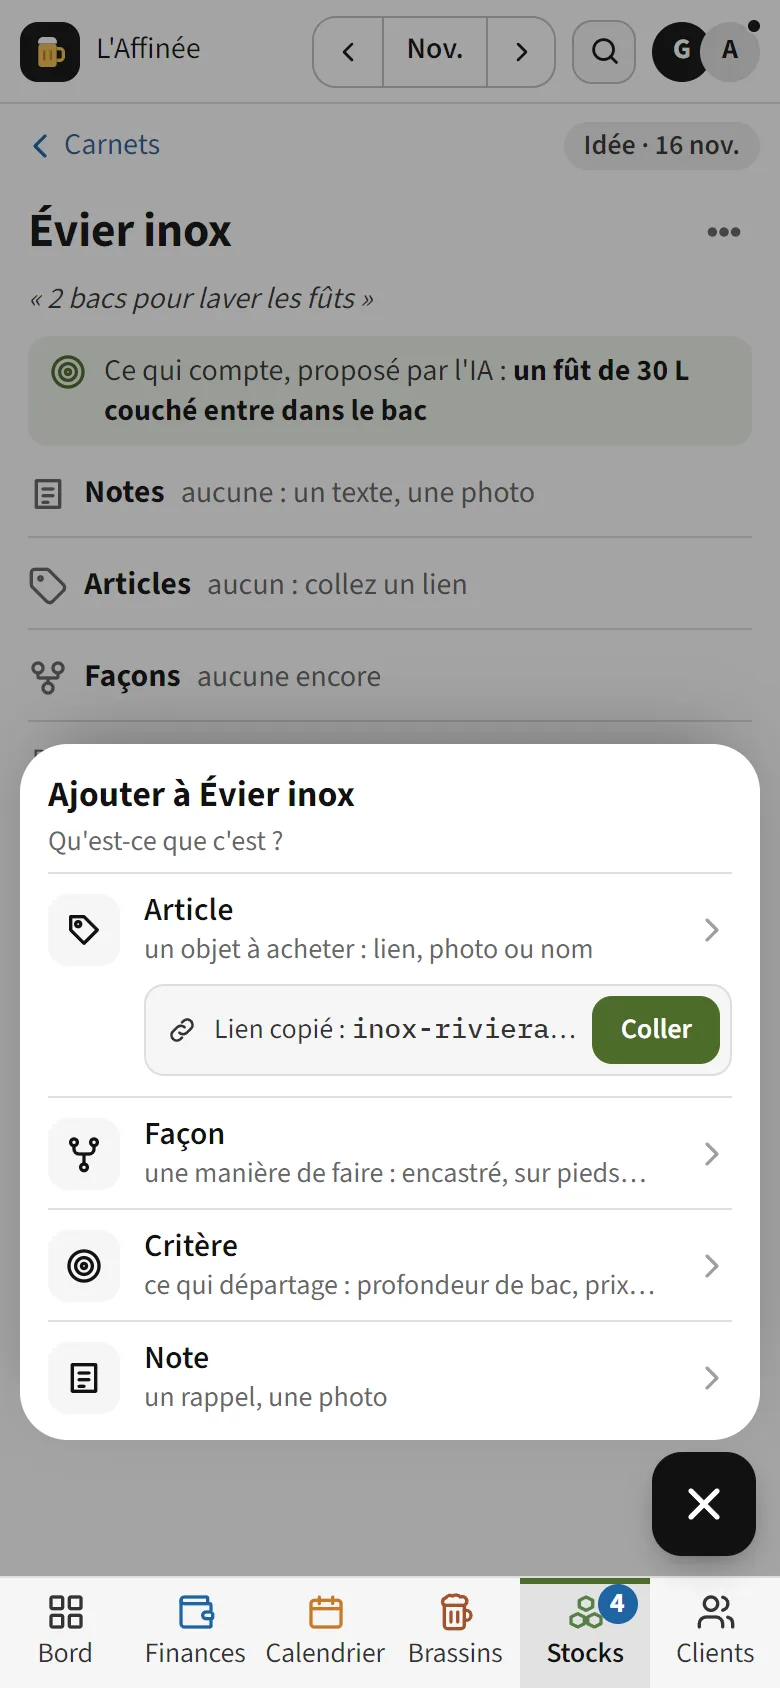 L'Affinée
Nov.
G
A
Carnets
Idée · 16 nov.
Évier inox
« 2 bacs pour laver les fûts »
Ce qui compte, proposé par l'IA : un fût de 30 L
couché entre dans le bac
Notes aucune : un texte, une photo
Articles aucun : collez un lien
Façons aucune encore
Ajouter à Évier inox
Qu'est-ce que c'est ?
Article
un objet à acheter : lien, photo ou nom
Lien copié : inox-riviera…
Coller
Façon
une manière de faire : encastré, sur pieds…
Critère
ce qui départage : profondeur de bac, prix…
Note
un rappel, une photo
4
Bord
Finances
Calendrier
Brassins
Stocks
Clients